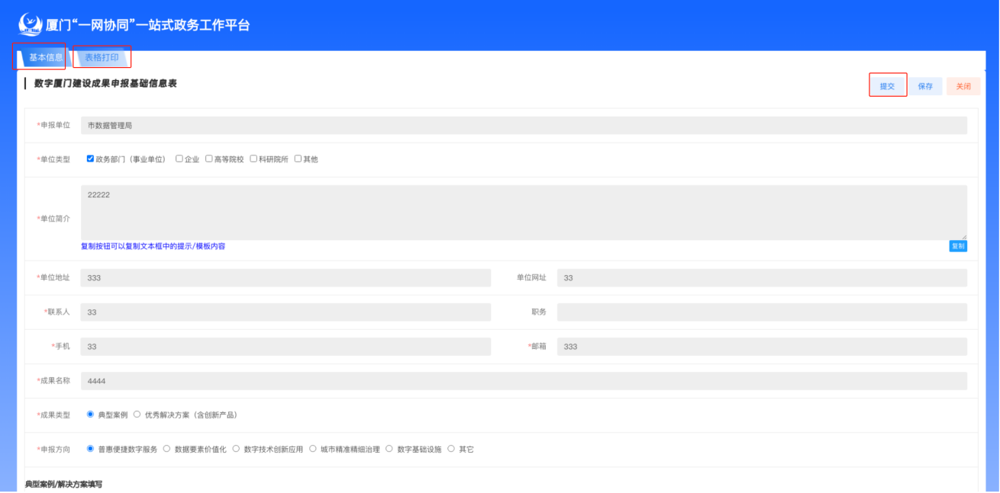 厦门“一网协同”一站式政务工作平台
基本信息 表格打印
数字厦门建设成果申报基础信息表 提交 保存 关闭
*申报单位 市数据管理局
*单位类型 政务部门（事业单位） 企业 高等院校 科研院所 其他
22222
*单位简介
复制按钮可以复制文本框中的提示/模板内容 复制
*单位地址 333 单位网址 33
*联系人 33 职务
*手机 33 *邮箱 333
*成果名称 4444
*成果类型 典型案例 优秀解决方案（含创新产品）
*申报方向 普惠便捷数字服务 数据要素价值化 数字技术创新应用 城市精准精细治理 数字基础设施 其它
典型案例/解决方案填写